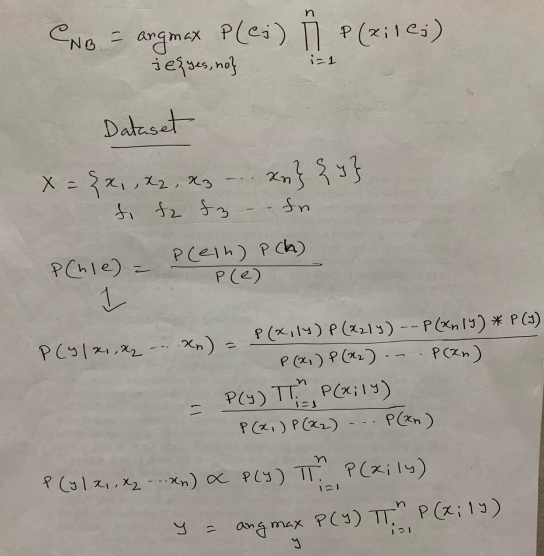 C_NB = argmax P(cj) ∏ P(xi|cj)
j∈{yes,no} i=1 n
Dataset
X = {x1, x2, x3 --- xn} {y}
f1 f2 f3 -- fn
P(h|e) = P(e|h) P(h) / P(e)
↓
P(y|x1, x2 --- xn) = P(x1|y) P(x2|y) -- P(xn|y) * P(y) / P(x1) P(x2) - - · P(xn)
= P(y) ∏_{i=1}^{n} P(xi|y) / P(x1) P(x2) --- P(xn)
P(y|x1, x2 --- xn) ∝ P(y) ∏_{i=1}^{n} P(xi|y)
y = argmax_y P(y) ∏_{i=1}^{n} P(xi|y)